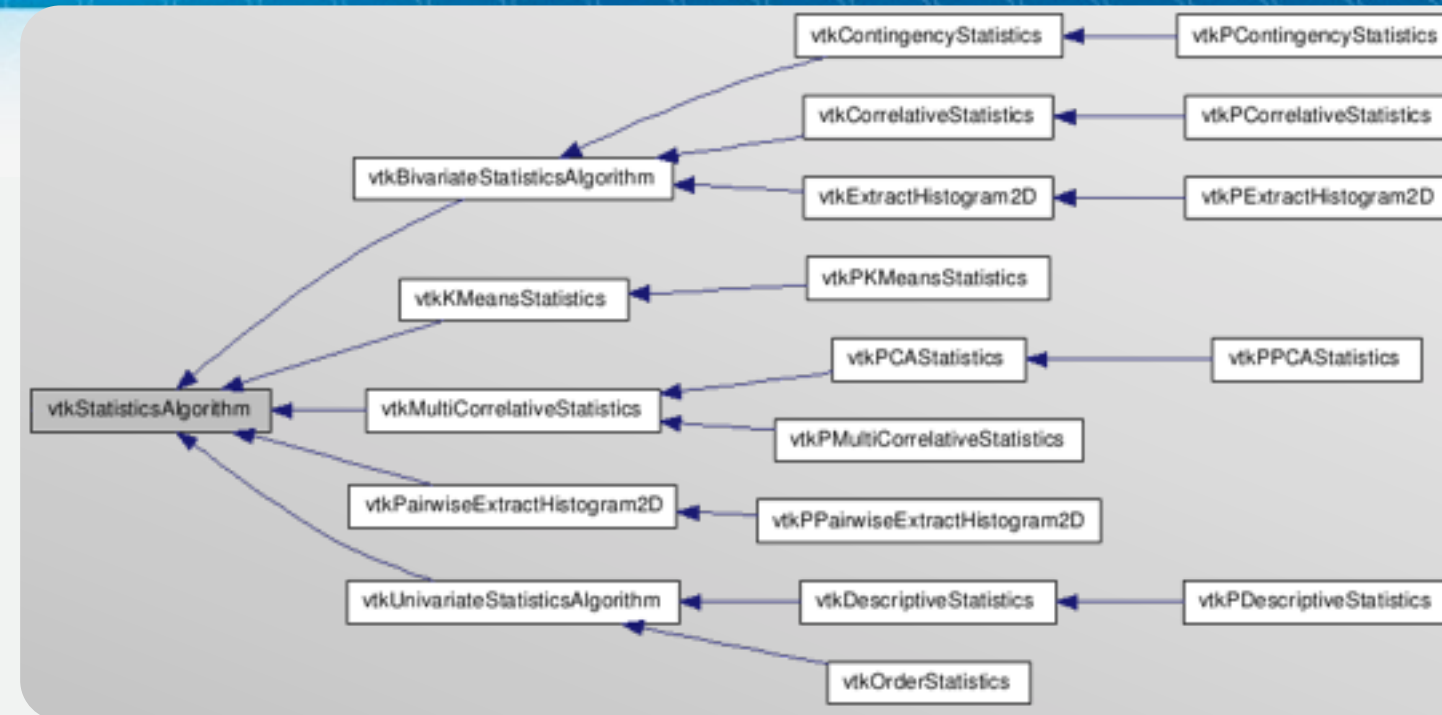 vtkContingencyStatistics
vtkPContingencyStatistics
vtkCorrelativeStatistics
vtkPCorrelativeStatistics
vtkBivariateStatisticsAlgorithm
vtkExtractHistogram2D
vtkPExtractHistogram2D
vtkKMeansStatistics
vtkPKMeansStatistics
vtkPCAStatistics
vtkPPCAStatistics
vtkStatisticsAlgorithm
vtkMultiCorrelativeStatistics
vtkPMultiCorrelativeStatistics
vtkPairwiseExtractHistogram2D
vtkPPairwiseExtractHistogram2D
vtkUnivariateStatisticsAlgorithm
vtkDescriptiveStatistics
vtkPDescriptiveStatistics
vtkOrderStatistics